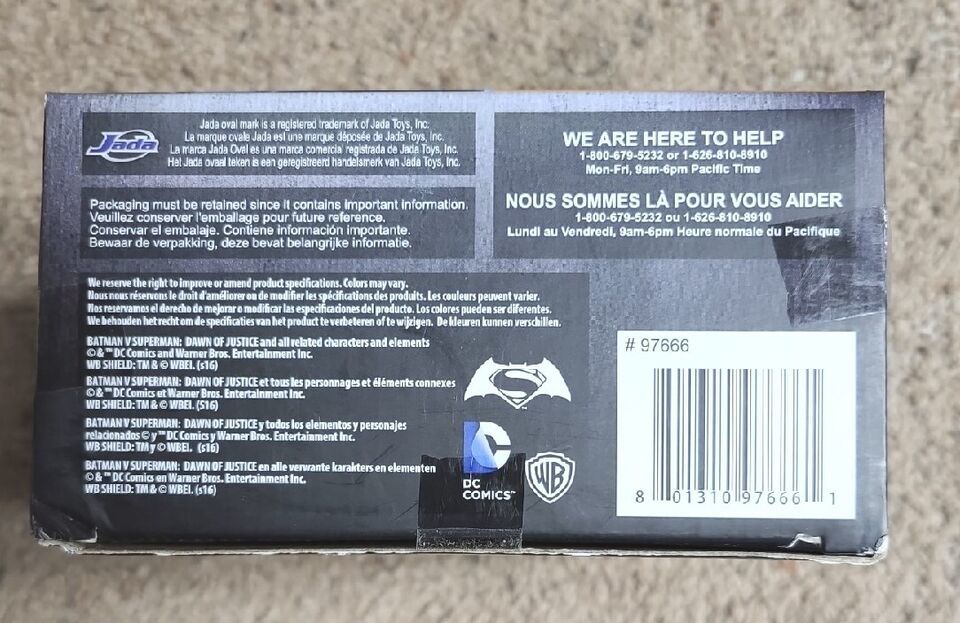 Jada
Jada oval mark is a registered trademark of Jada Toys, Inc.
La marque ovale Jada est une marque déposée de Jada Toys, Inc.
La marca Jada Oval es una marca comercial registrada de Jada Toys, Inc.
Het Jada ovaal teken is een geregistreerd handelsmerk van Jada Toys, Inc.
Packaging must be retained since it contains important information.
Veuillez conserver l'emballage pour future reference.
Conservar el embalaje. Contiene información importante.
Bewaar de verpakking, deze bevat belangrijke informatie.
WE ARE HERE TO HELP
1-800-679-5232 or 1-626-810-8910
Mon-Fri, 9am-6pm Pacific Time
NOUS SOMMES LÀ POUR VOUS AIDER
1-800-679-5232 ou 1-626-810-8910
Lundi au Vendredi, 9am-6pm Heure normale du Pacifique
We reserve the right to improve or amend product specifications. Colors may vary.
Nous nous réservons le droit d'améliorer ou de modifier les spécifications des produits. Les couleurs peuvent varier.
Nos reservamos el derecho de mejorar o modificar las especificaciones del producto. Los colores pueden ser diferentes.
We behouden het recht om de specificaties van het product te verbeteren of te wijzigen. De kleuren kunnen verschillen.
BATMAN V SUPERMAN: DAWN OF JUSTICE and all related characters and elements
© & ™ DC Comics and Warner Bros. Entertainment Inc.
WB SHIELD: TM & © WBEI. (s16)
BATMAN V SUPERMAN: DAWN OF JUSTICE et tous les personnages et éléments connexes
© & ™ DC Comics et Warner Bros. Entertainment Inc.
WB SHIELD: TM & © WBEI. (S16)
BATMAN V SUPERMAN: DAWN OF JUSTICE y todos los elementos y personajes
relacionados © y ™ DC Comics y Warner Bros. Entertainment Inc.
WB SHIELD: TM y © WBEI. (s16)
BATMAN V SUPERMAN: DAWN OF JUSTICE en alle verwante karakters en elementen
© & ™ DC Comics en Warner Bros. Entertainment Inc.
WB SHIELD: TM & © WBEI. (s16)
S
DC
COMICS™
WB
# 97666
8 01310 97666 1